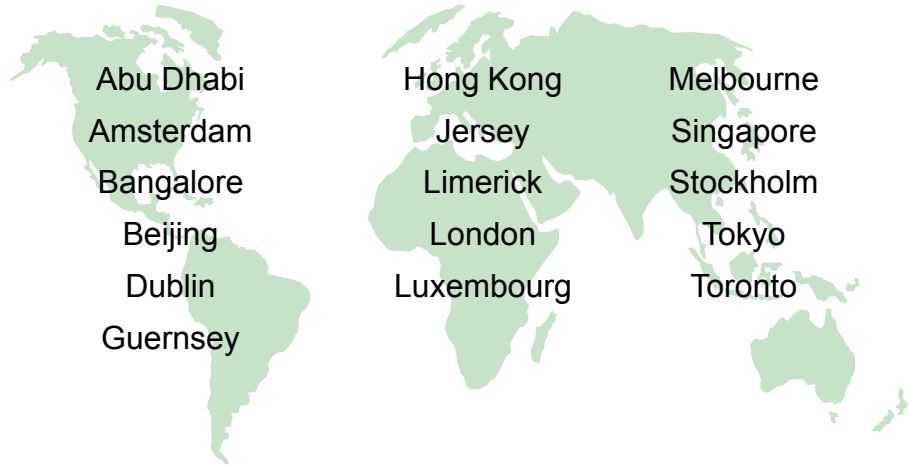 Abu Dhabi
Amsterdam
Bangalore
Beijing
Dublin
Guernsey
Hong Kong
Jersey
Limerick
London
Luxembourg
Melbourne
Singapore
Stockholm
Tokyo
Toronto